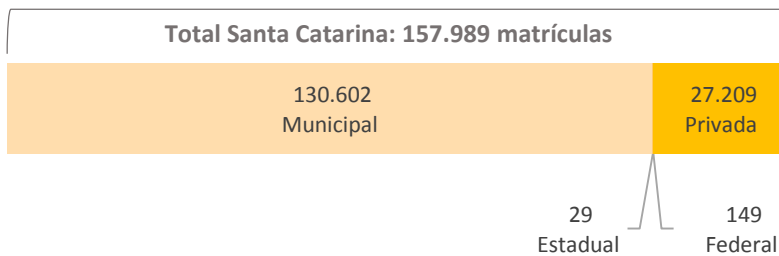 Total Santa Catarina: 157.989 matrículas
130.602
Municipal
27.209
Privada
29
Estadual
149
Federal